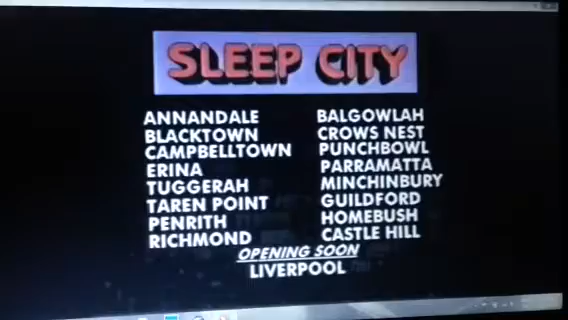 SLEEP CITY
ANNANDALE
BLACKTOWN
CAMPBELLTOWN
ERINA
TUGGERAH
TAREN POINT
PENRITH
RICHMOND
BALGOWLAH
CROWS NEST
PUNCHBOWL
PARRAMATTA
MINCHINBURY
GUILDFORD
HOMEBUSH
CASTLE HILL
OPENING SOON
LIVERPOOL